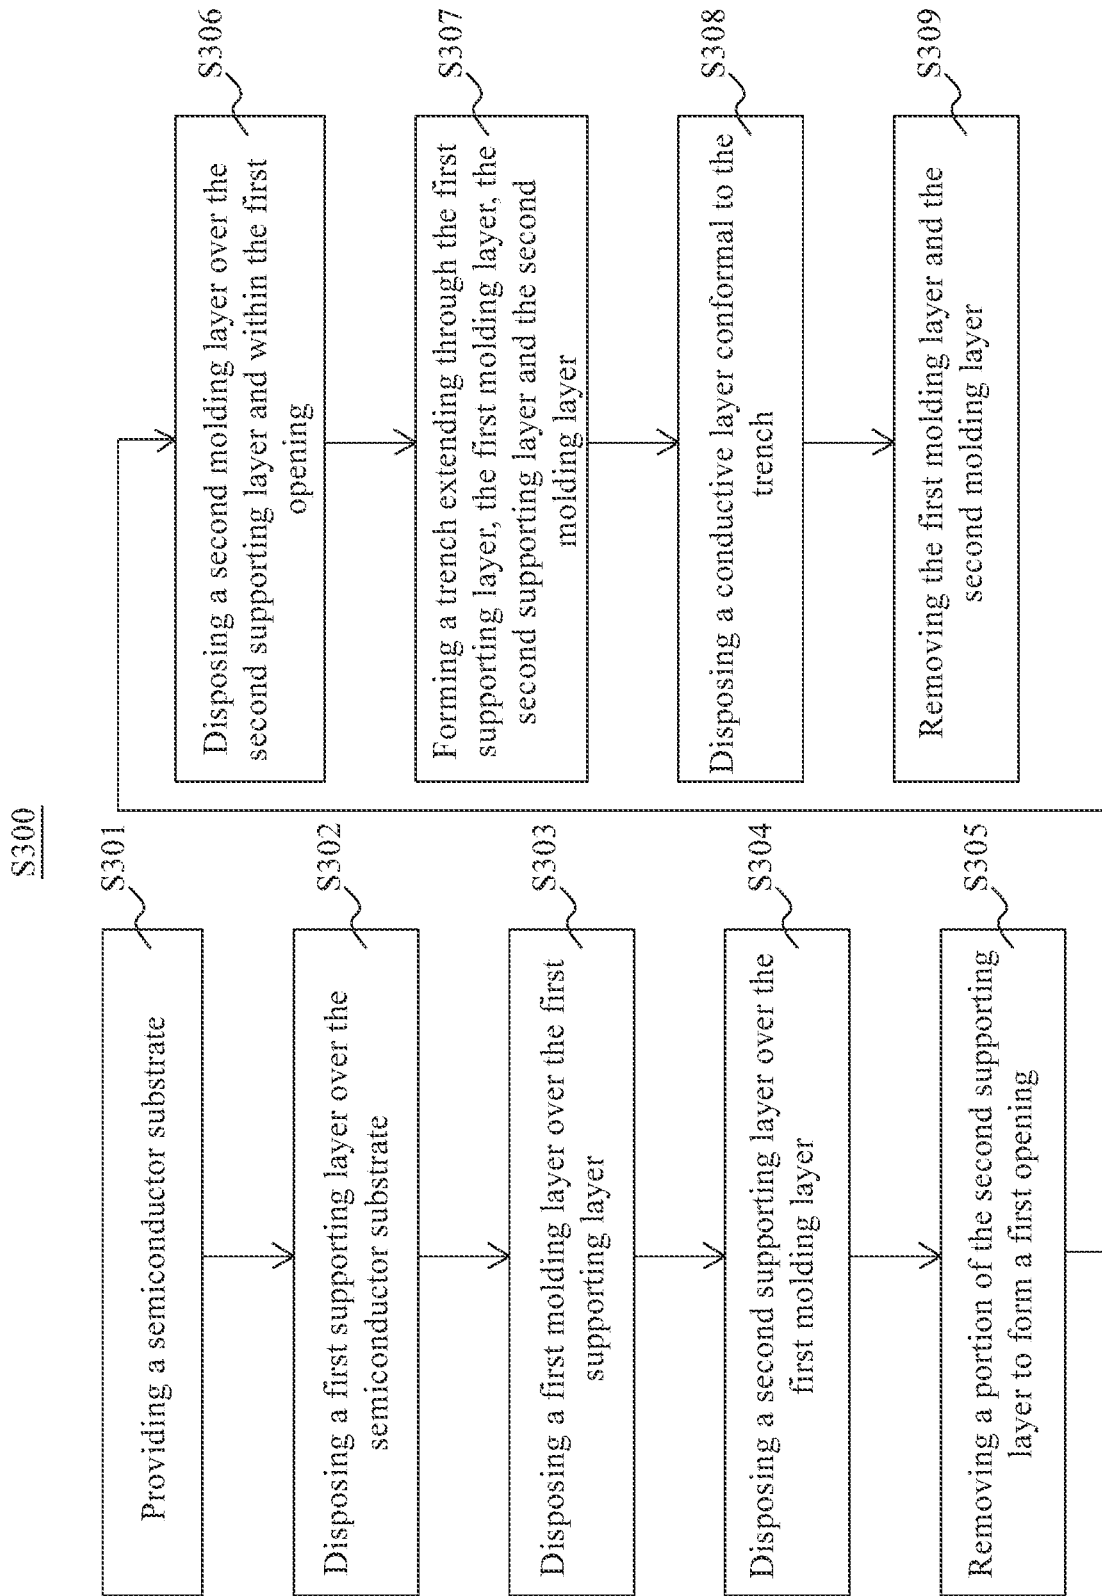 S300
S301
Providing a semiconductor substrate
S302
Disposing a first supporting layer over the
semiconductor substrate
S303
Disposing a first molding layer over the first
supporting layer
S304
Disposing a second supporting layer over the
first molding layer
S305
Removing a portion of the second supporting
layer to form a first opening
S306
Disposing a second molding layer over the
second supporting layer and within the first
opening
S307
Forming a trench extending through the first
supporting layer, the first molding layer, the
second supporting layer and the second
molding layer
S308
Disposing a conductive layer conformal to the
trench
S309
Removing the first molding layer and the
second molding layer